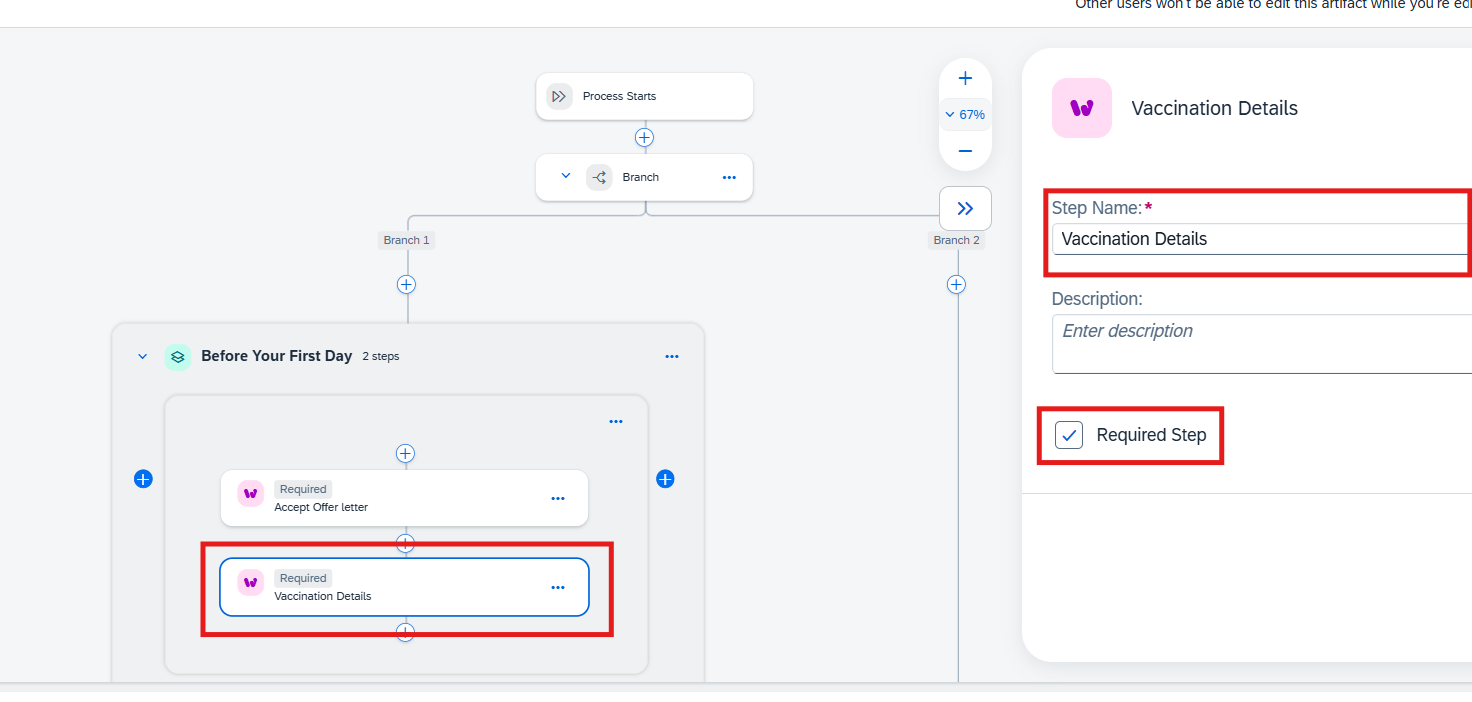 Other users won't be able to edit this artifact while you're edi
Process Starts
67%
Branch
Branch 1
Branch 2
Before Your First Day 2 steps
Required
Accept Offer letter
Required
Vaccination Details
Vaccination Details
Step Name:*
Vaccination Details
Description:
Enter description
Required Step